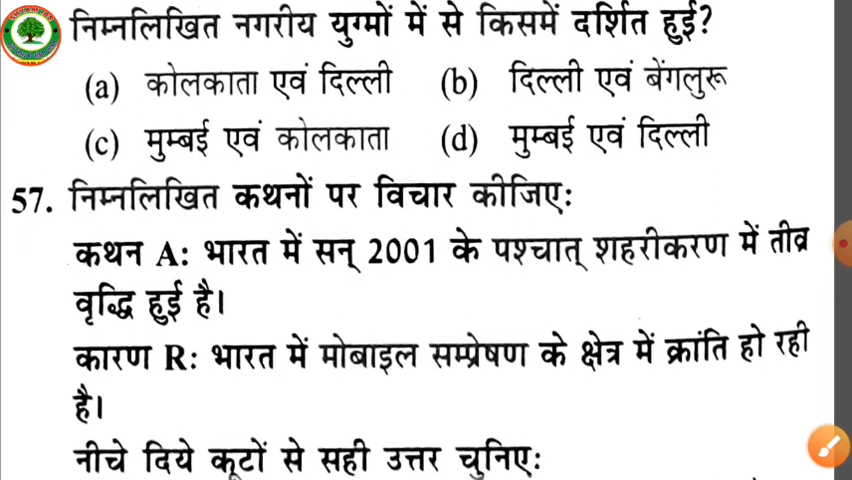 निम्नलिखित नगरीय युग्मों में से किसमें दर्शित हुई?
(a) कोलकाता एवं दिल्ली (b) दिल्ली एवं बेंगलुरू
(c) मुम्बई एवं कोलकाता (d) मुम्बई एवं दिल्ली
57. निम्नलिखित कथनों पर विचार कीजिए:
कथन A: भारत में सन् 2001 के पश्चात् शहरीकरण में तीव्र
वृद्धि हुई है।
कारण R: भारत में मोबाइल सम्प्रेषण के क्षेत्र में क्रांति हो रही
है।
नीचे दिये कूटों से सही उत्तर चुनिए: